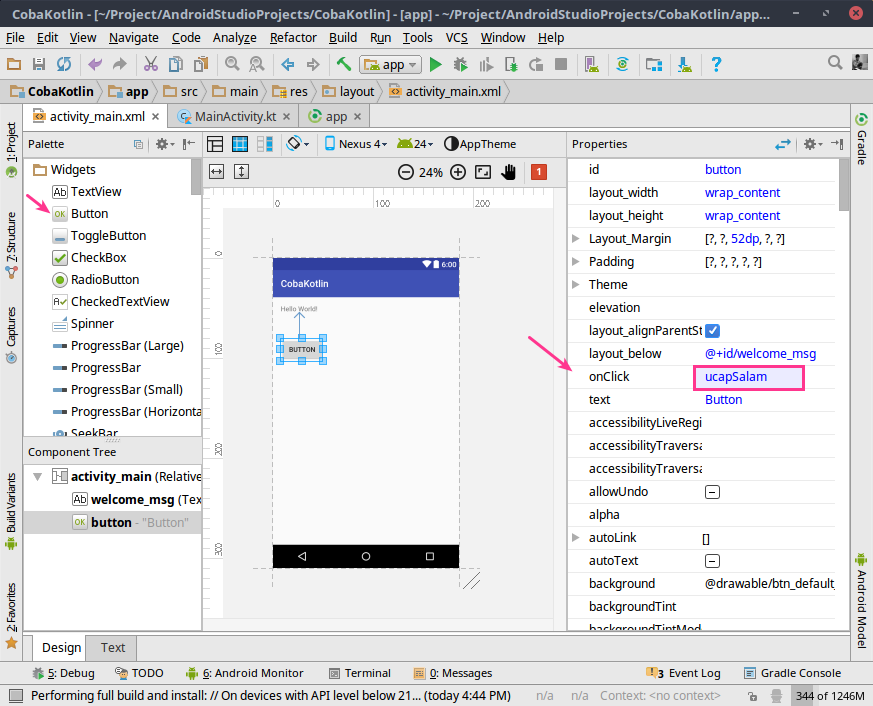 CobaKotlin - [~/Project/AndroidStudioProjects/CobaKotlin] - [app] - ~/Project/AndroidStudioProjects/CobaKotlin/app...
File Edit View Navigate Code Analyze Refactor Build Run Tools VCS Window Help
app
CobaKotlin app src main res layout activity_main.xml
activity_main.xml MainActivity.kt app
1: Project
7: Structure
Captures
Build Variants
2: Favorites
Palette
Widgets
Ab TextView
OK Button
ToggleButton
CheckBox
RadioButton
A CheckedTextView
Spinner
ProgressBar (Large)
ProgressBar
ProgressBar (Small)
ProgressBar (Horizonta
SeekBar
Component Tree
activity_main (Relative
Ab welcome_msg (Tex
OK button - "Button"
Nexus 4 24 AppTheme
24% 1
0 100 200
0
100
200
300
6:00
CobaKotlin
Hello World!
BUTTON
Design Text
Properties
id button
layout_width wrap_content
layout_height wrap_content
Layout_Margin [?, ?, 52dp, ?, ?]
Padding [?, ?, ?, ?, ?]
Theme
elevation
layout_alignParentSt
layout_below @+id/welcome_msg
onClick ucapSalam
text Button
accessibilityLiveRegi
accessibilityTraversa
accessibilityTraversa
allowUndo
alpha
autoLink []
autoText
background @drawable/btn_default_
backgroundTint
backgroundTintMod
Gradle
Android Model
5: Debug TODO 6: Android Monitor Terminal 0: Messages 3 Event Log Gradle Console
Performing full build and install: // On devices with API level below 21... (today 4:44 PM) n/a n/a Context: <no context> 344 of 1246M